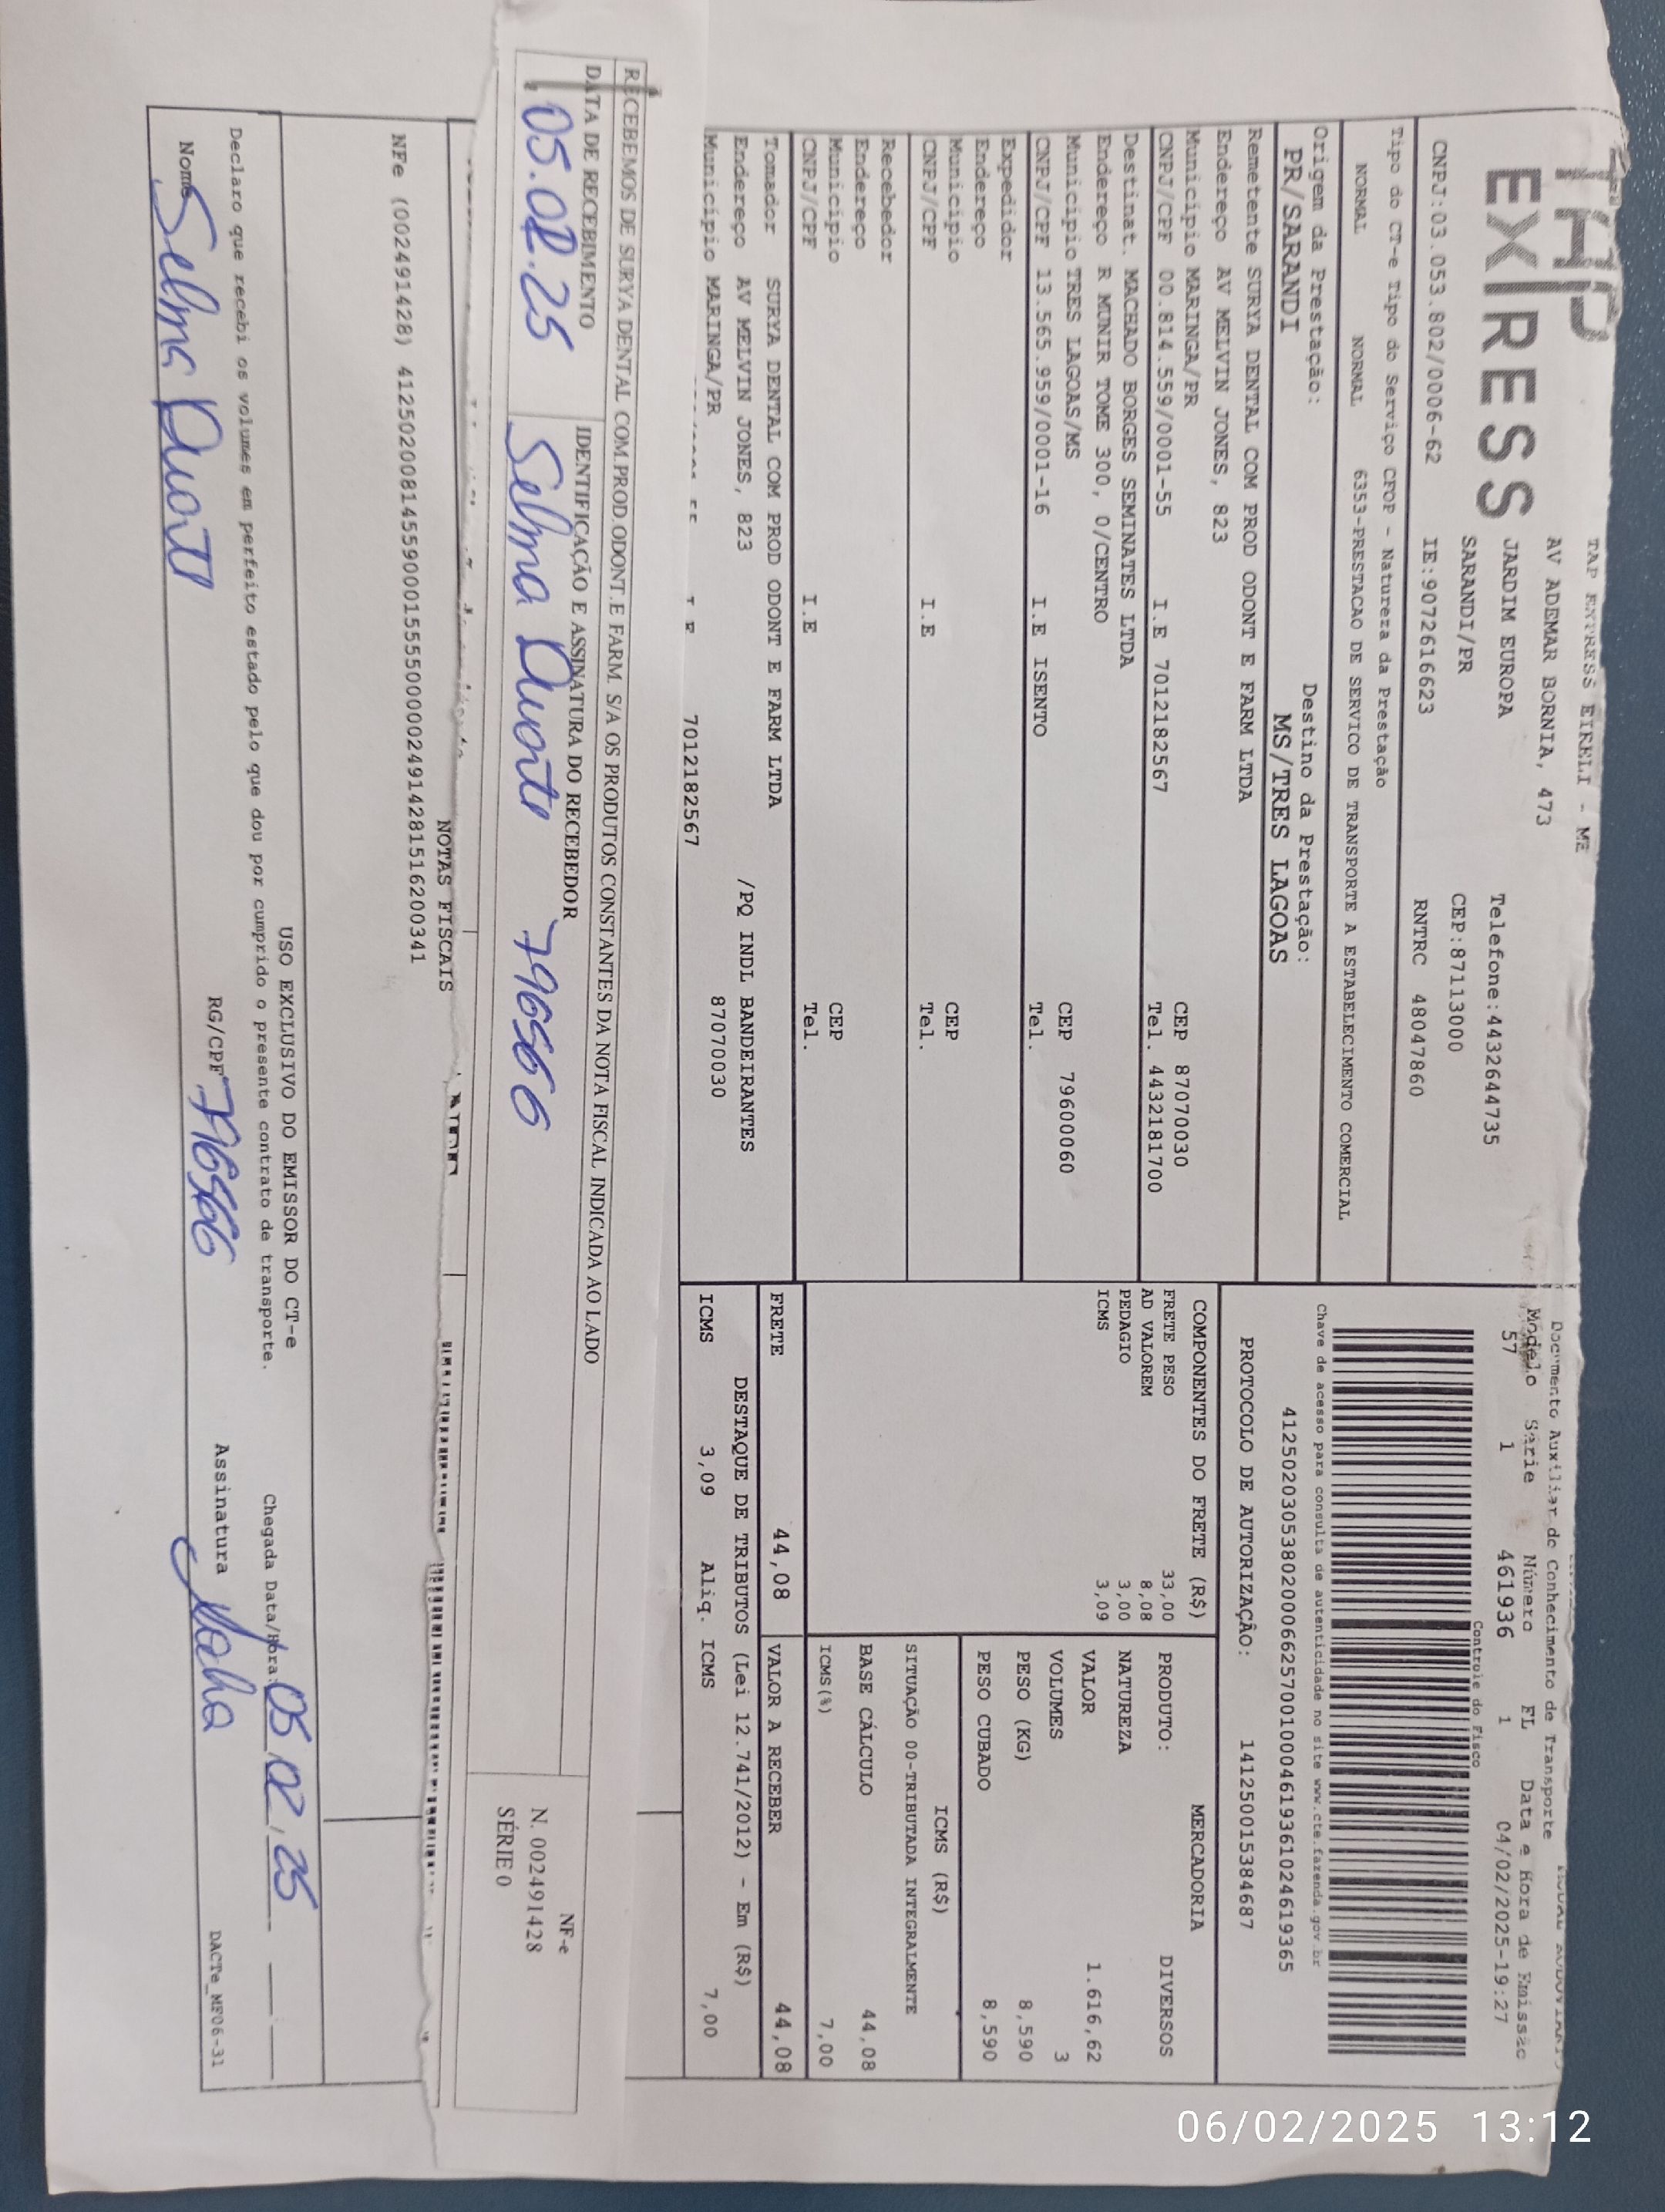 TAP EXPRESS EIRELI - ME
EXPRESS
AV ADEMAR BORNIA, 473
JARDIM EUROPA
Telefone:4432644735
SARANDI/PR
CEP:87113000
CNPJ:03.053.802/0006-62 IE:9072616623 RNTRC 48047860
Documento Auxiliar de Conhecimento de Transporte
Modelo Série Número FL Data e Hora de Emissão
57 1 461936 1 04/02/2025-19:27
Controle do Fisco
Tipo do CT-e Tipo do Serviço CFOP - Natureza da Prestação
NORMAL NORMAL 6353-PRESTACAO DE SERVICO DE TRANSPORTE A ESTABELECIMENTO COMERCIAL
Chave de acesso para consulta de autenticidade no site www.cte.fazenda.gov.br
41250203053802000662570010004619361024619365
Origem da Prestação: Destino da Prestação:
PR/SARANDI MS/TRES LAGOAS
PROTOCOLO DE AUTORIZAÇÃO: 141250015384687
Remetente SURYA DENTAL COM PROD ODONT E FARM LTDA
Endereço AV MELVIN JONES, 823
Município MARINGA/PR CEP 87070030
CNPJ/CPF 00.814.559/0001-55 I.E 7012182567 Tel. 4432181700
Destinat. MACHADO BORGES SEMINATES LTDA
Endereço R MUNIR TOME 300, 0/CENTRO
Município TRES LAGOAS/MS CEP 79600060
CNPJ/CPF 13.565.959/0001-16 I.E ISENTO Tel.
Expedidor
Endereço
Município CEP
CNPJ/CPF I.E Tel.
Recebedor
Endereço
Município CEP
CNPJ/CPF I.E Tel.
Tomador SURYA DENTAL COM PROD ODONT E FARM LTDA
Endereço AV MELVIN JONES, 823 /PQ INDL BANDEIRANTES
Município MARINGA/PR 87070030
7012182567
COMPONENTES DO FRETE (R$)
FRETE PESO 33,00
AD VALOREM 8,08
PEDAGIO 3,00
ICMS 3,09
MERCADORIA
PRODUTO: DIVERSOS
NATUREZA
VALOR 1.616,62
VOLUMES 3
PESO (KG) 8,590
PESO CUBADO 8,590
ICMS (R$)
SITUAÇÃO 00-TRIBUTADA INTEGRALMENTE
BASE CÁLCULO 44,08
ICMS(%) 7,00
FRETE 44,08 VALOR A RECEBER 44,08
DESTAQUE DE TRIBUTOS (Lei 12.741/2012) - Em (R$)
ICMS 3,09 Aliq. ICMS 7,00
RECEBEMOS DE SURYA DENTAL COM.PROD.ODONT.E FARM. S/A OS PRODUTOS CONSTANTES DA NOTA FISCAL INDICADA AO LADO
DATA DE RECEBIMENTO IDENTIFICAÇÃO E ASSINATURA DO RECEBEDOR
05.02.25 Selma Duarte 796566
NF-e
N. 002491428
SÉRIE 0
NOTAS FISCAIS
NFe (002491428) 41250200814559000155550000024914281516200341
USO EXCLUSIVO DO EMISSOR DO CT-e
Declaro que recebi os volumes em perfeito estado pelo que dou por cumprido o presente contrato de transporte.
Chegada Data/Hora: 05/02/25
Nome Selma Duarte RG/CPF 796566 Assinatura
DACTe_MF06-31
06/02/2025 13:12